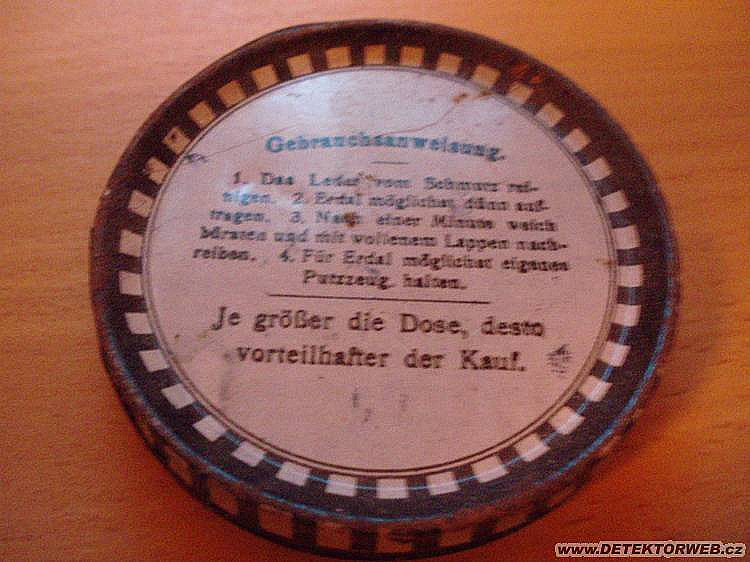 Gebrauchsanweisung.
1. Das Leder vom Schmutz rei-
nigen. 2. Erdal möglichst dünn auf-
tragen. 3. Nach einer Minute weich
bürsten und mit wollenem Lappen nach-
reiben. 4. Für Erdal möglichst eigenes
Putzzeug halten.
Je größer die Dose, desto
vorteilhafter der Kauf.
www.DETEKTORWEB.cz